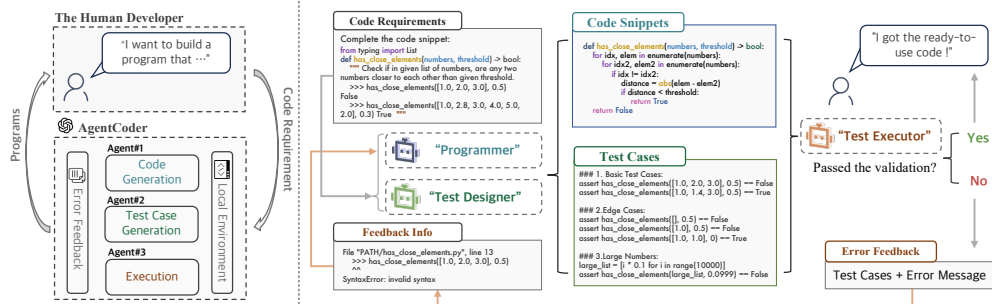 The Human Developer
"I want to build a
program that ···"
Programs
Code Requirement
AgentCoder
Agent#1
Code
Generation
Agent#2
Test Case
Generation
Agent#3
Execution
Error Feedback
Local Environment
Code Requirements
Complete the code snippet:
from typing import List
def has_close_elements(numbers, threshold) -> bool:
""" Check if in given list of numbers, are any two
numbers closer to each other than given threshold.
>>> has_close_elements([1.0, 2.0, 3.0], 0.5)
False
>>> has_close_elements([1.0, 2.8, 3.0, 4.0, 5.0,
2.0], 0.3) True """
"Programmer"
"Test Designer"
Feedback Info
File "PATH/has_close_elements.py", line 13
>>> has_close_elements([1.0, 2.0, 3.0], 0.5)
^^
SyntaxError: invalid syntax
Code Snippets
def has_close_elements(numbers, threshold) -> bool:
for idx, elem in enumerate(numbers):
for idx2, elem2 in enumerate(numbers):
if idx != idx2:
distance = abs(elem - elem2)
if distance < threshold:
return True
return False
Test Cases
### 1. Basic Test Cases:
assert has_close_elements([1.0, 2.0, 3.0], 0.5) == False
assert has_close_elements([1.0, 1.4, 3.0], 0.5) == True
### 2.Edge Cases:
assert has_close_elements([], 0.5) == False
assert has_close_elements([1.0], 0.5) == False
assert has_close_elements([1.0, 1.0], 0) == True
### 3.Large Numbers:
large_list = [i * 0.1 for i in range(10000)]
assert has_close_elements(large_list, 0.0999) == False
"I got the ready-to-
use code !"
"Test Executor"
Passed the validation?
Yes
No
Error Feedback
Test Cases + Error Message